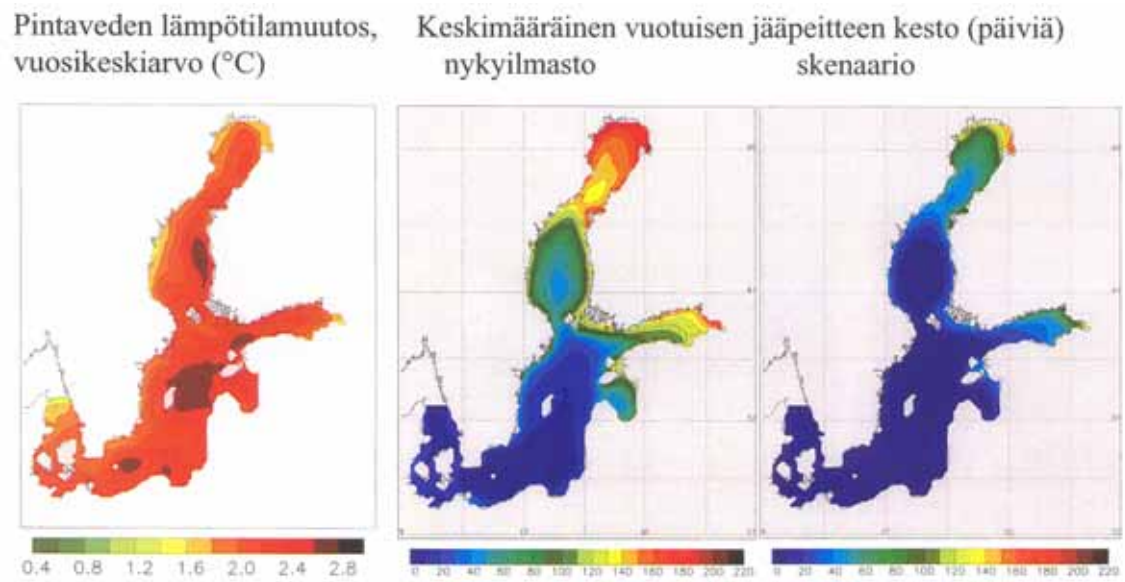 Pintaveden lämpötilamuutos,
vuosikeskiarvo (°C)
Keskimääräinen vuotuisen jääpeitteen kesto (päiviä)
nykyilmasto
skenaario
0.4 0.8 1.2 1.6 2.0 2.4 2.8
0 20 40 60 80 100 120 140 160 180 200 220
0 20 40 60 80 100 120 140 160 180 200 220